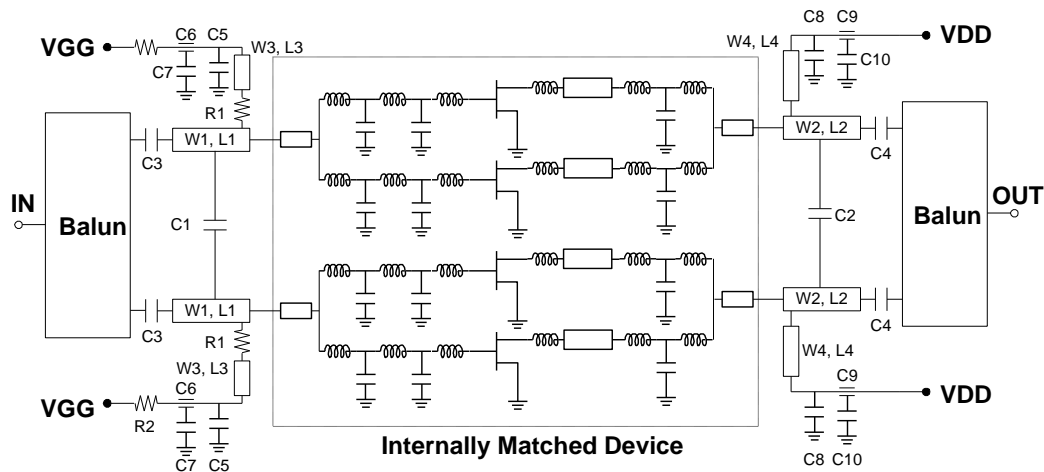 C6 C5
VGG
W3, L3
C7
R1
C8 C9
W4, L4
VDD
C10
W1, L1
C3
W2, L2
C4
IN
Balun
C1
C2
Balun
OUT
W1, L1
C3
R1
W2, L2
C4
W3, L3
C6
VGG
R2
C7 C5
W4, L4
C9
VDD
C8 C10
Internally Matched Device